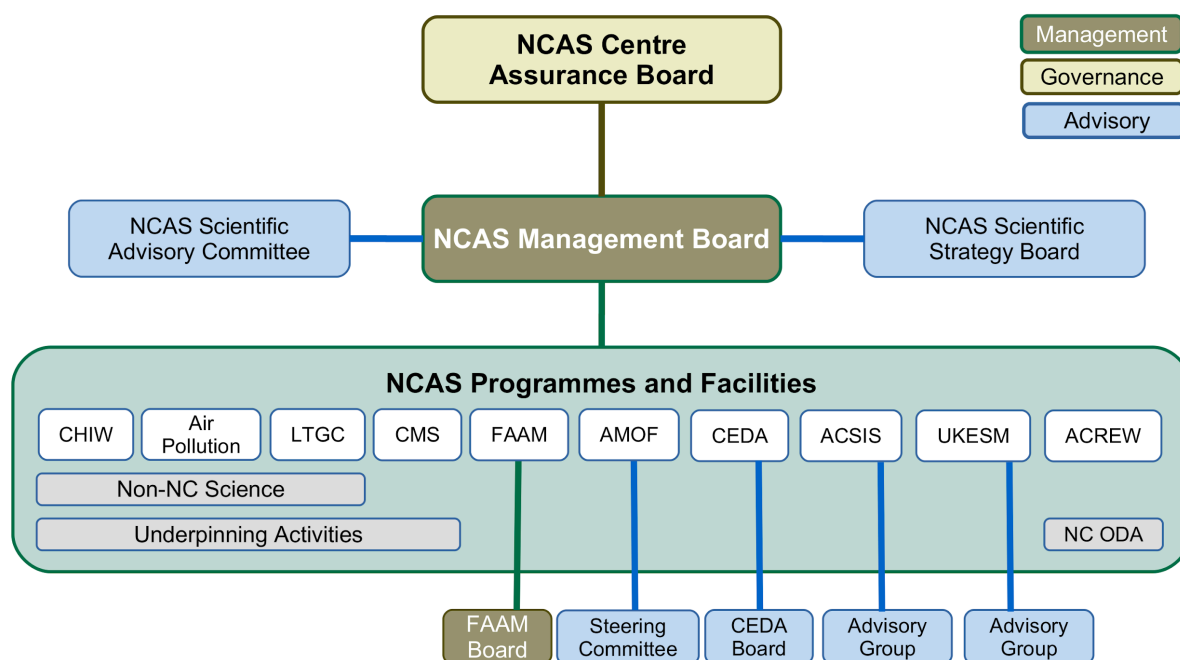 NCAS Centre
Assurance Board
Management
Governance
Advisory
NCAS Scientific
Advisory Committee
NCAS Management Board
NCAS Scientific
Strategy Board
NCAS Programmes and Facilities
CHIW
Air
Pollution
LTGC
CMS
FAAM
AMOF
CEDA
ACSIS
UKESM
ACREW
Non-NC Science
Underpinning Activities
NC ODA
FAAM
Board
Steering
Committee
CEDA
Board
Advisory
Group
Advisory
Group